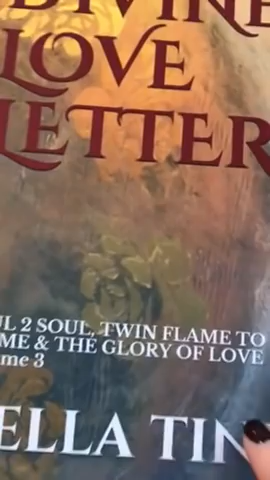 DIVINE
LOVE
LETTER
UL 2 SOUL, TWIN FLAME TO
ME & THE GLORY OF LOVE
me 3
ELLA TIN